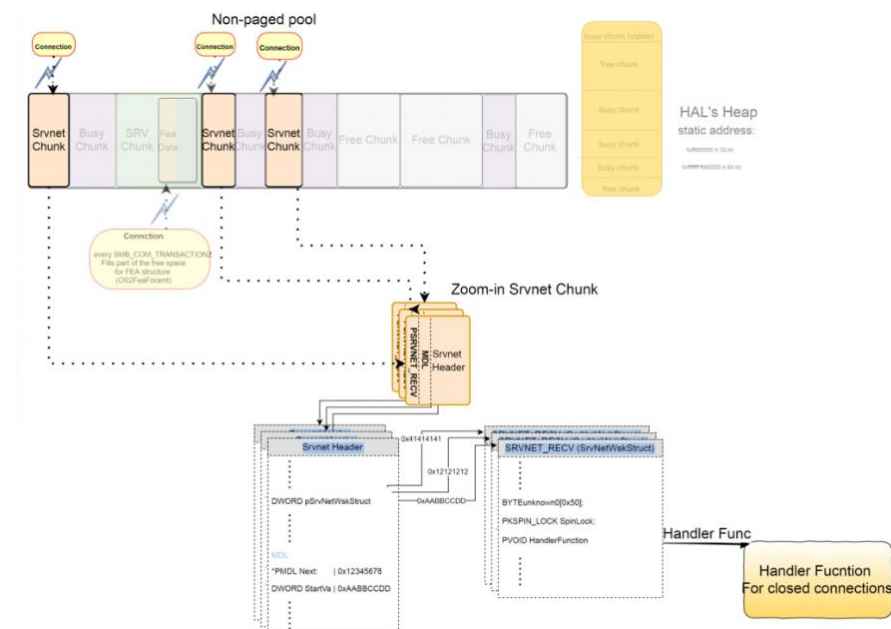 Non-paged pool
Connection
Connection
Connection
Srvnet
Chunk
Busy
Chunk
SRV
Chunk
Fea
Data
Srvnet
Chunk
Busy
Chunk
Srvnet
Chunk
Busy
Chunk
Free Chunk
Free Chunk
Busy
Chunk
Free
Chunk
busy chunk (usable)
free chunk
busy chunk
busy chunk
busy chunk
free chunk
HAL's Heap
static address:
Connction
every SMB_COM_TRANSACTION2
Fills part of the free space
for FEA structure
(OS2FeaForamt)
Zoom-in Srvnet Chunk
Srvnet
Header
MDL
PSRVNET_RECV
Srvnet Header
DWORD pSrvNetWskStruct
MDL
*PMDL Next: | 0x12345678
DWORD StartVa | 0xAABBCCDD
0x41414141
0x12121212
0xAABBCCDD
SRVNET_RECV (SrvNetWskStruct)
BYTEunknown0[0x50];
PKSPIN_LOCK SpinLock;
PVOID HandlerFunction
Handler Func
Handler Fucntion
For closed connections